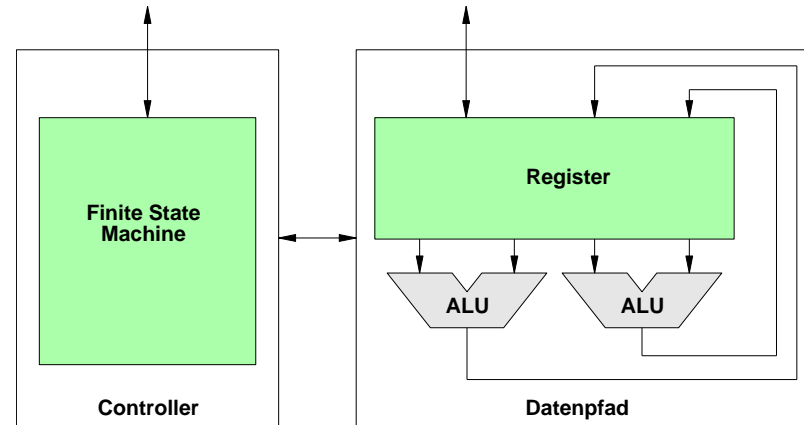 Finite State
Machine
Controller
Register
ALU
ALU
Datenpfad